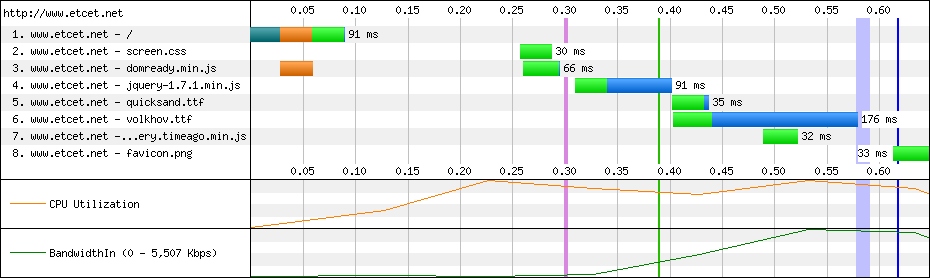 http://www.etcet.net 0.05 0.10 0.15 0.20 0.25 0.30 0.35 0.40 0.45 0.50 0.55 0.60
1. www.etcet.net - / 91 ms
2. www.etcet.net - screen.css 30 ms
3. www.etcet.net - domready.min.js 66 ms
4. www.etcet.net - jquery-1.7.1.min.js 91 ms
5. www.etcet.net - quicksand.ttf 35 ms
6. www.etcet.net - volkhov.ttf 176 ms
7. www.etcet.net -...ery.timeago.min.js 32 ms
8. www.etcet.net - favicon.png 33 ms
0.05 0.10 0.15 0.20 0.25 0.30 0.35 0.40 0.45 0.50 0.55 0.60
CPU Utilization
BandwidthIn (0 - 5,507 Kbps)